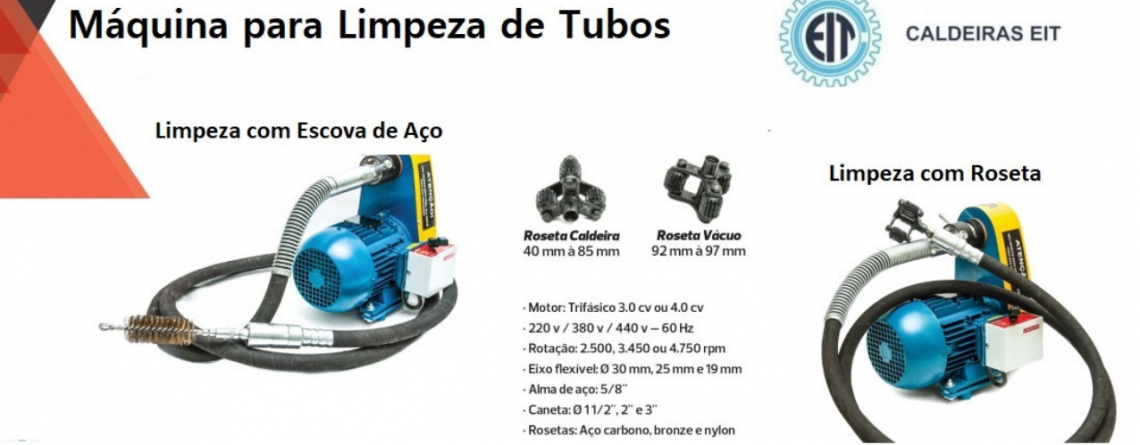 Máquina para Limpeza de Tubos
EIT
CALDEIRAS EIT
Limpeza com Escova de Aço
Limpeza com Roseta
ATENÇÃO!
Roseta Caldeira
40 mm à 85 mm
Roseta Vácuo
92 mm à 97 mm
· Motor: Trifásico 3.0 cv ou 4.0 cv
· 220 v / 380 v / 440 v – 60 Hz
· Rotação: 2.500, 3.450 ou 4.750 rpm
· Eixo flexível: Ø 30 mm, 25 mm e 19 mm
· Alma de aço: 5/8"
· Caneta: Ø 1 1/2", 2" e 3"
· Rosetas: Aço carbono, bronze e nylon